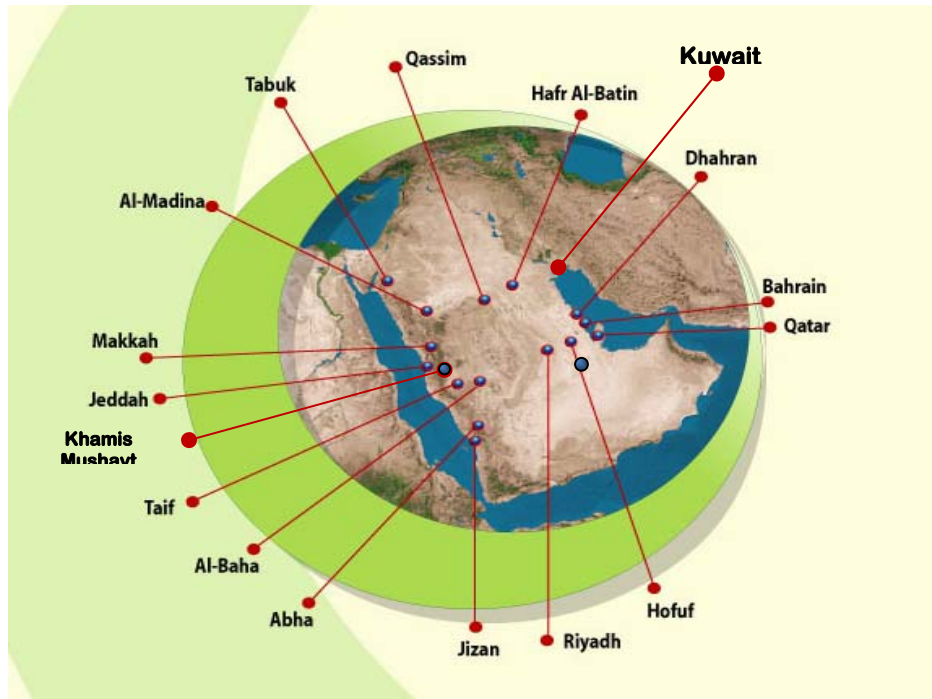 Kuwait
Qassim
Tabuk
Hafr Al-Batin
Dhahran
Al-Madina
Bahrain
Qatar
Makkah
Jeddah
Khamis
Mushayt
Taif
Al-Baha
Abha
Hofuf
Jizan
Riyadh